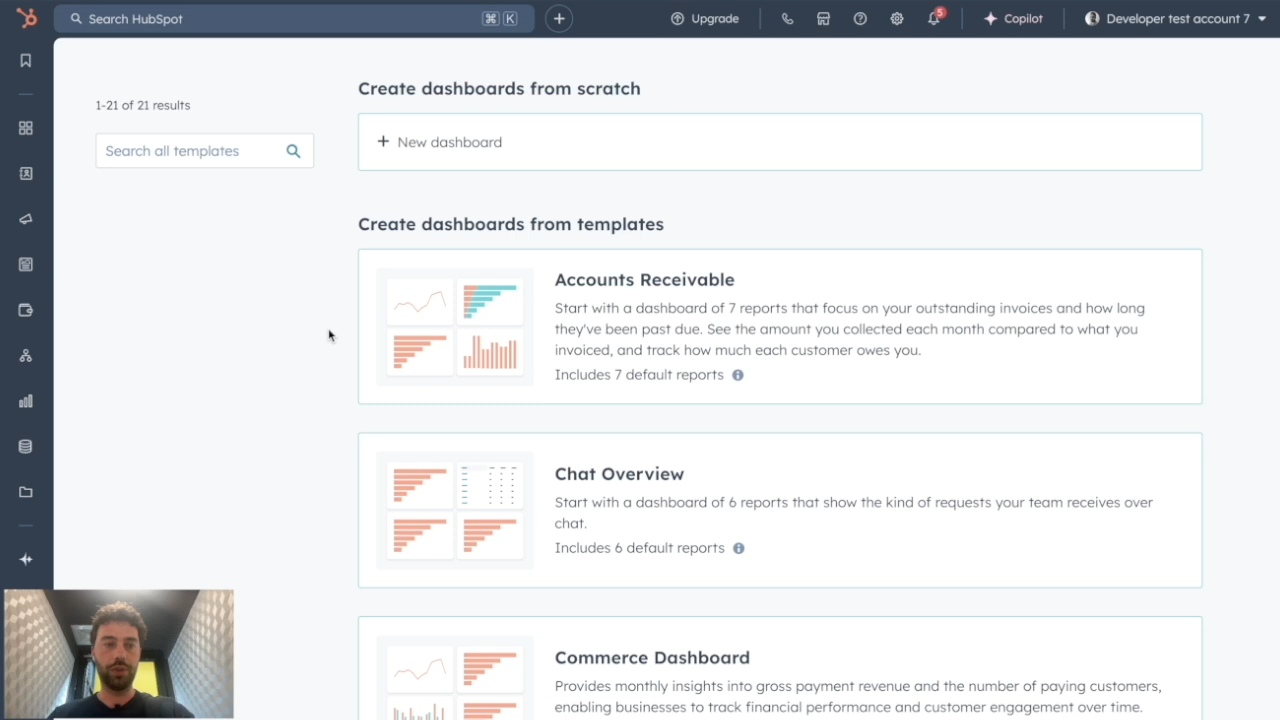 Search HubSpot
⌘ K
Upgrade
5
Copilot
Developer test account 7
1-21 of 21 results
Search all templates
Create dashboards from scratch
+ New dashboard
Create dashboards from templates
Accounts Receivable
Start with a dashboard of 7 reports that focus on your outstanding invoices and how long
they've been past due. See the amount you collected each month compared to what you
invoiced, and track how much each customer owes you.
Includes 7 default reports
Chat Overview
Start with a dashboard of 6 reports that show the kind of requests your team receives over
chat.
Includes 6 default reports
Commerce Dashboard
Provides monthly insights into gross payment revenue and the number of paying customers,
enabling businesses to track financial performance and customer engagement over time.